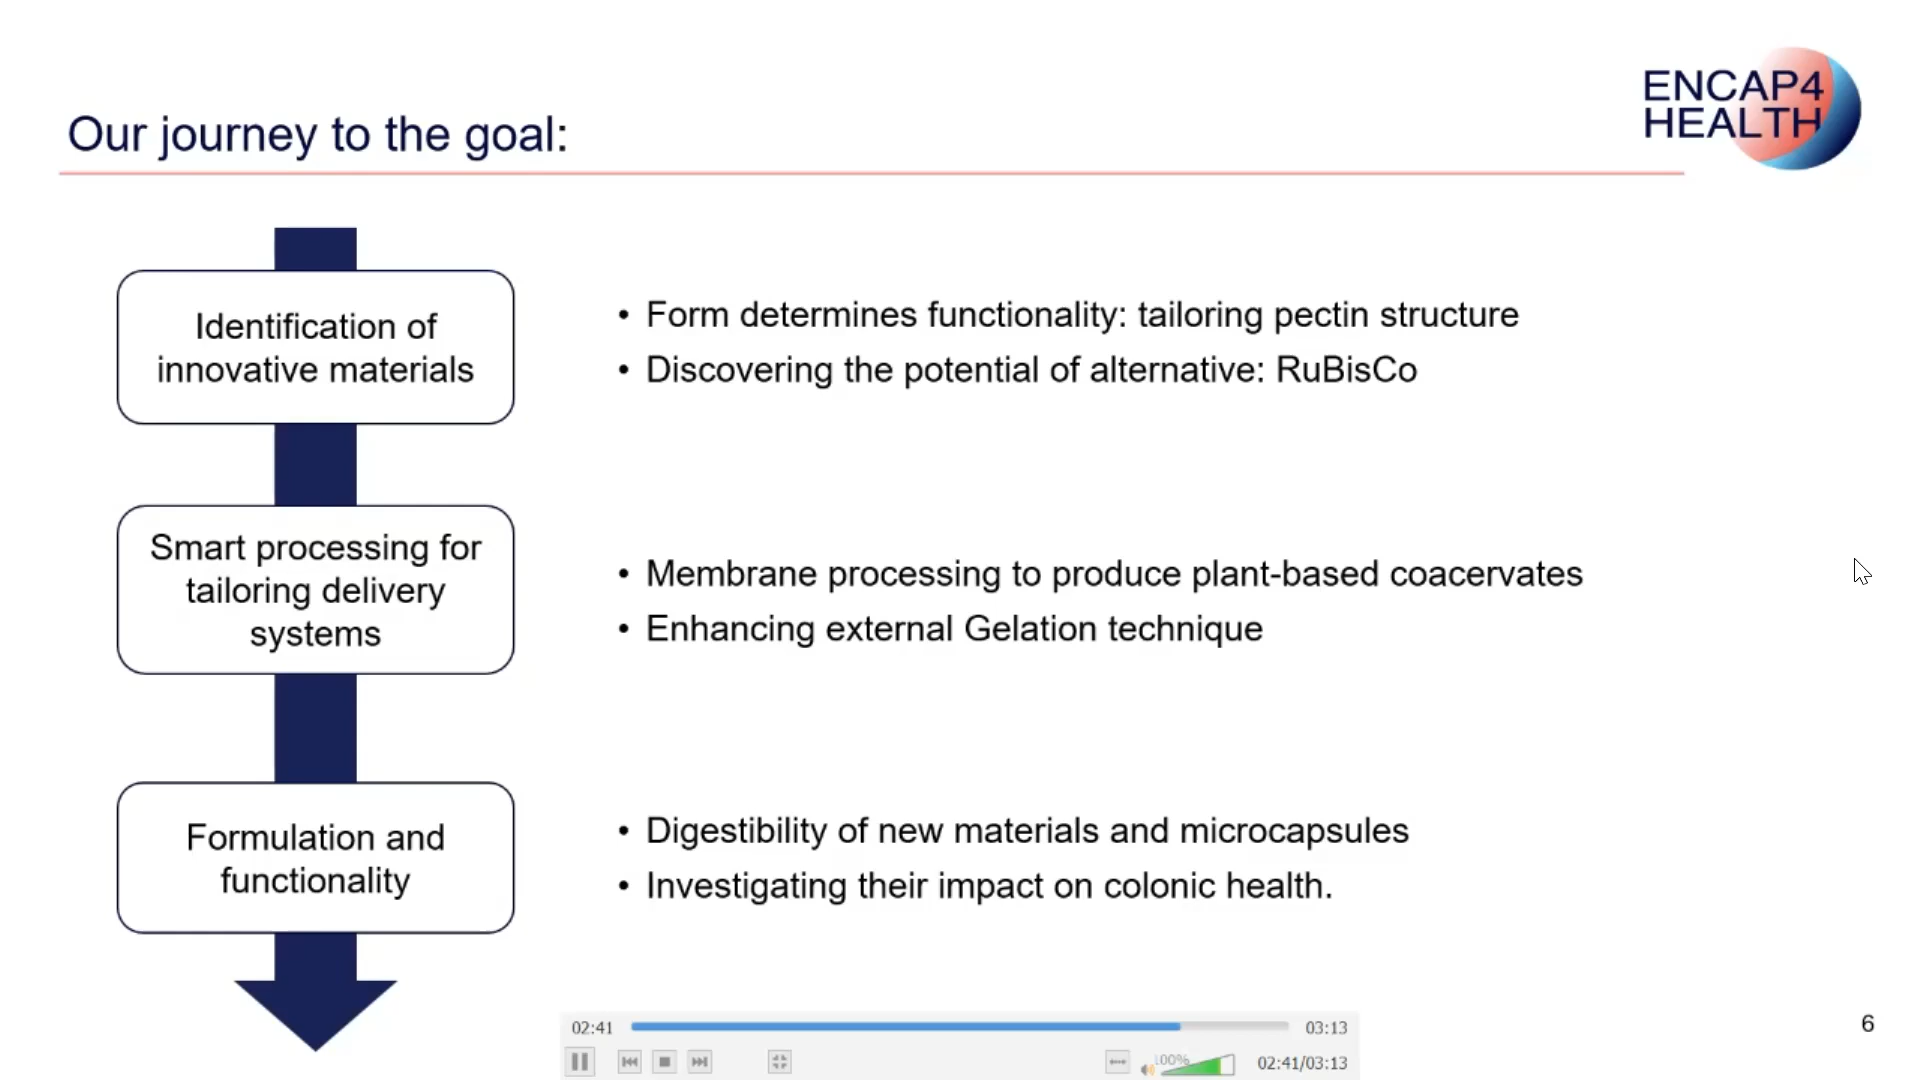 ENCAP4
HEALTH
Our journey to the goal:
Identification of
innovative materials
• Form determines functionality: tailoring pectin structure
• Discovering the potential of alternative: RuBisCo
Smart processing for
tailoring delivery
systems
• Membrane processing to produce plant-based coacervates
• Enhancing external Gelation technique
Formulation and
functionality
• Digestibility of new materials and microcapsules
• Investigating their impact on colonic health.
6
02:41
03:13
100%
02:41/03:13